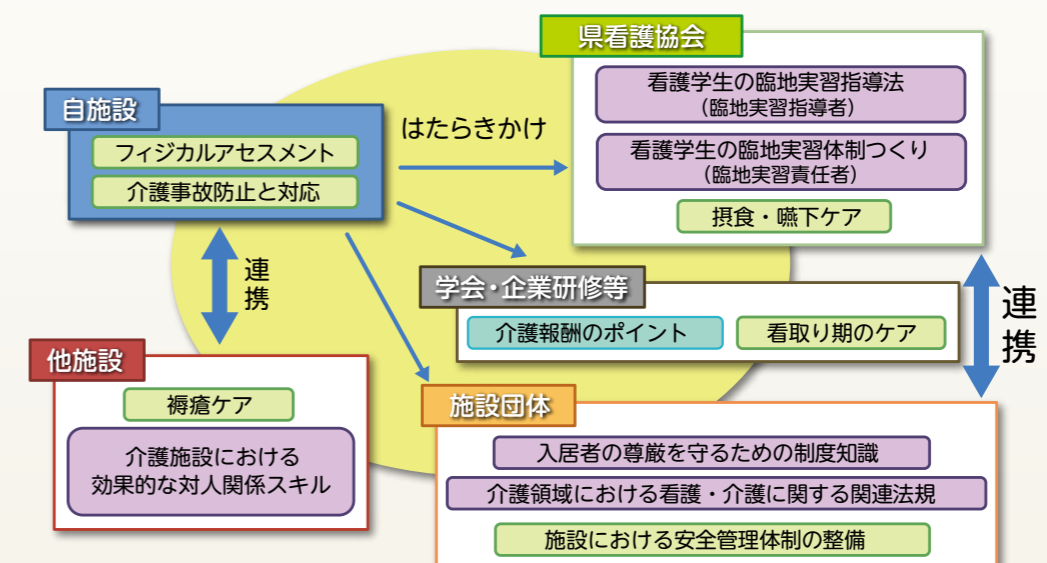 県看護協会
看護学生の臨地実習指導法
(臨地実習指導者)
看護学生の臨地実習体制つくり
(臨地実習責任者)
摂食・嚥下ケア
自施設
フィジカルアセスメント
介護事故防止と対応
はたらきかけ
連携
学会・企業研修等
介護報酬のポイント
看取り期のケア
連携
他施設
褥瘡ケア
介護施設における
効果的な対人関係スキル
施設団体
入居者の尊厳を守るための制度知識
介護領域における看護・介護に関する関連法規
施設における安全管理体制の整備